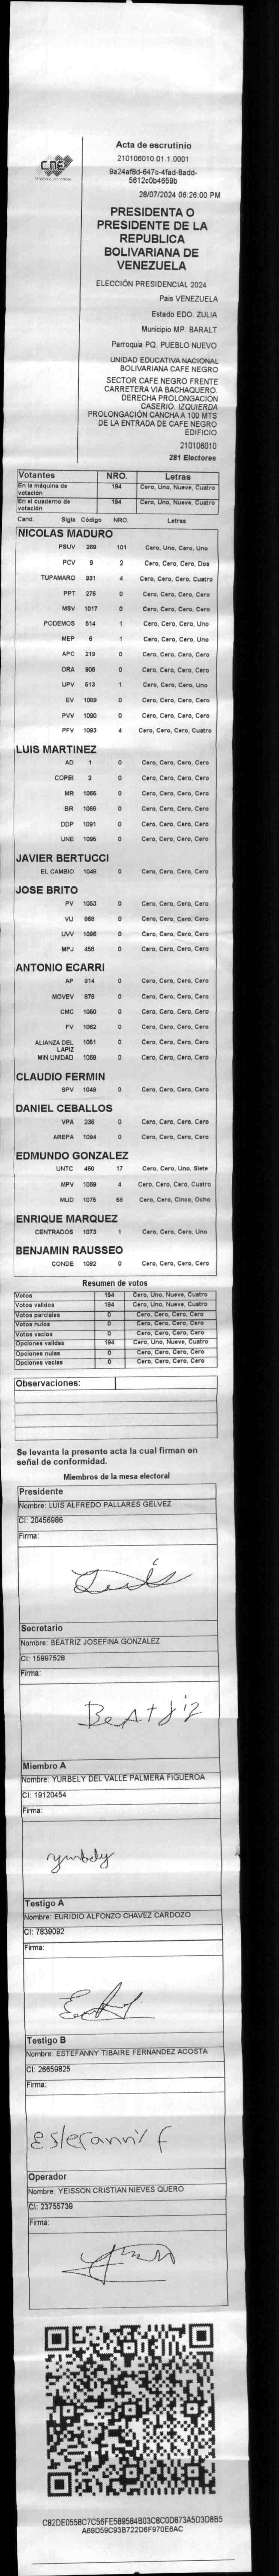 CNE
Acta de escrutinio
210106010.01.1.0001
9a24af8d-647c-4fad-8add-
5612c0b4659b
28/07/2024 06:26:00 PM
PRESIDENTA O
PRESIDENTE DE LA
REPUBLICA
BOLIVARIANA DE
VENEZUELA
ELECCIÓN PRESIDENCIAL 2024
Pais VENEZUELA
Estado EDO. ZULIA
Municipio MP. BARALT
Parroquia PQ. PUEBLO NUEVO
UNIDAD EDUCATIVA NACIONAL
BOLIVARIANA CAFE NEGRO
SECTOR CAFE NEGRO FRENTE
CARRETERA VIA BACHAQUERO.
DERECHA PROLONGACIÓN
CASERIO. IZQUIERDA
PROLONGACIÓN CANCHA A 100 MTS
DE LA ENTRADA DE CAFE NEGRO
EDIFICIO
210106010
281 Electores
Votantes NRO. Letras
En la máquina de votación 194 Cero, Uno, Nueve, Cuatro
En el cuaderno de votación 194 Cero, Uno, Nueve, Cuatro
Cand. Sigla Código NRO. Letras
NICOLAS MADURO
PSUV 269 101 Cero, Uno, Cero, Uno
PCV 9 2 Cero, Cero, Cero, Dos
TUPAMARO 931 4 Cero, Cero, Cero, Cuatro
PPT 276 0 Cero, Cero, Cero, Cero
MSV 1017 0 Cero, Cero, Cero, Cero
PODEMOS 514 1 Cero, Cero, Cero, Uno
MEP 6 1 Cero, Cero, Cero, Uno
APC 219 0 Cero, Cero, Cero, Cero
ORA 906 0 Cero, Cero, Cero, Cero
UPV 513 1 Cero, Cero, Cero, Uno
EV 1089 0 Cero, Cero, Cero, Cero
PVV 1090 0 Cero, Cero, Cero, Cero
PFV 1093 4 Cero, Cero, Cero, Cuatro
LUIS MARTINEZ
AD 1 0 Cero, Cero, Cero, Cero
COPEI 2 0 Cero, Cero, Cero, Cero
MR 1065 0 Cero, Cero, Cero, Cero
BR 1066 0 Cero, Cero, Cero, Cero
DDP 1091 0 Cero, Cero, Cero, Cero
UNE 1095 0 Cero, Cero, Cero, Cero
JAVIER BERTUCCI
EL CAMBIO 1048 0 Cero, Cero, Cero, Cero
JOSE BRITO
PV 1053 0 Cero, Cero, Cero, Cero
VU 868 0 Cero, Cero, Cero, Cero
UVV 1096 0 Cero, Cero, Cero, Cero
MPJ 456 0 Cero, Cero, Cero, Cero
ANTONIO ECARRI
AP 814 0 Cero, Cero, Cero, Cero
MOVEV 878 0 Cero, Cero, Cero, Cero
CMC 1050 0 Cero, Cero, Cero, Cero
FV 1052 0 Cero, Cero, Cero, Cero
ALIANZA DEL LAPIZ 1051 0 Cero, Cero, Cero, Cero
MIN UNIDAD 1068 0 Cero, Cero, Cero, Cero
CLAUDIO FERMIN
SPV 1049 0 Cero, Cero, Cero, Cero
DANIEL CEBALLOS
VPA 236 0 Cero, Cero, Cero, Cero
AREPA 1094 0 Cero, Cero, Cero, Cero
EDMUNDO GONZALEZ
UNTC 460 17 Cero, Cero, Uno, Siete
MPV 1069 4 Cero, Cero, Cero, Cuatro
MUD 1075 58 Cero, Cero, Cinco, Ocho
ENRIQUE MARQUEZ
CENTRADOS 1073 1 Cero, Cero, Cero, Uno
BENJAMIN RAUSSEO
CONDE 1092 0 Cero, Cero, Cero, Cero
Resumen de votos
Votos 194 Cero, Uno, Nueve, Cuatro
Votos validos 194 Cero, Uno, Nueve, Cuatro
Votos parciales 0 Cero, Cero, Cero, Cero
Votos nulos 0 Cero, Cero, Cero, Cero
Votos vacios 0 Cero, Cero, Cero, Cero
Opciones validas 194 Cero, Uno, Nueve, Cuatro
Opciones nulas 0 Cero, Cero, Cero, Cero
Opciones vacias 0 Cero, Cero, Cero, Cero
Observaciones:
Se levanta la presente acta la cual firman en
señal de conformidad.
Miembros de la mesa electoral
Presidente
Nombre: LUIS ALFREDO PALLARES GELVEZ
CI: 20456986
Firma:
Luis
Secretario
Nombre: BEATRIZ JOSEFINA GONZALEZ
CI: 15997528
Firma:
Beatriz
Miembro A
Nombre: YURBELY DEL VALLE PALMERA FIGUEROA
CI: 19120454
Firma:
yurbely
Testigo A
Nombre: EURIDIO ALFONZO CHAVEZ CARDOZO
CI: 7839092
Firma:
Testigo B
Nombre: ESTEFANNY TIBAIRE FERNANDEZ ACOSTA
CI: 26659825
Firma:
Estefanni f
Operador
Nombre: YEISSON CRISTIAN NIEVES QUERO
CI: 23755739
Firma:
C82DE0558C7C56FE589584B03C8C0D873A5D3D8B5
A69D59C93B722D6F970E6AC